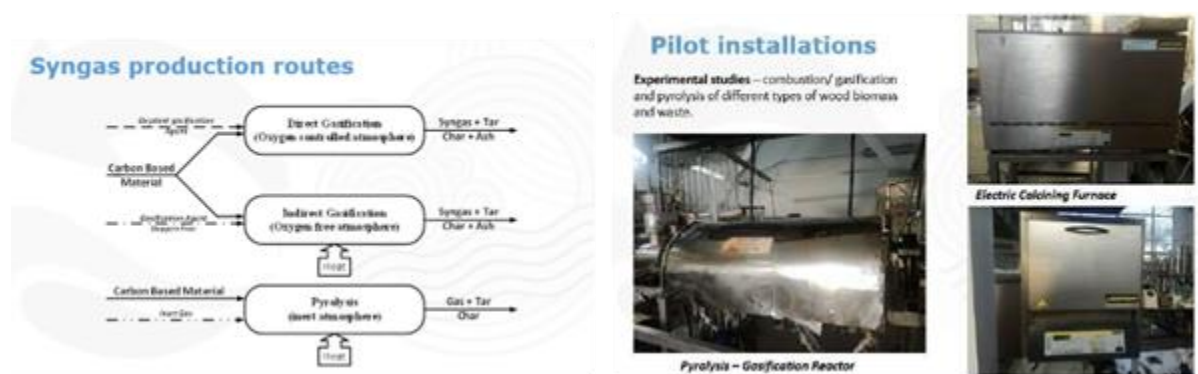 Syngas production routes
Direct Gasification
(Oxygen controlled atmosphere)
Syngas + Tar
Char + Ash
Carbon Based
Material
Indirect Gasification
(Oxygen free atmosphere)
Syngas + Tar
Char + Ash
Heat
Carbon Based Material
Inert Gas
Pyrolysis
(inert atmosphere)
Gas + Tar
Char
Heat
Pilot installations
Experimental studies – combustion/ gasification
and pyrolysis of different types of wood biomass
and waste.
Pyrolysis – Gasification Reactor
Electric Calcining Furnace